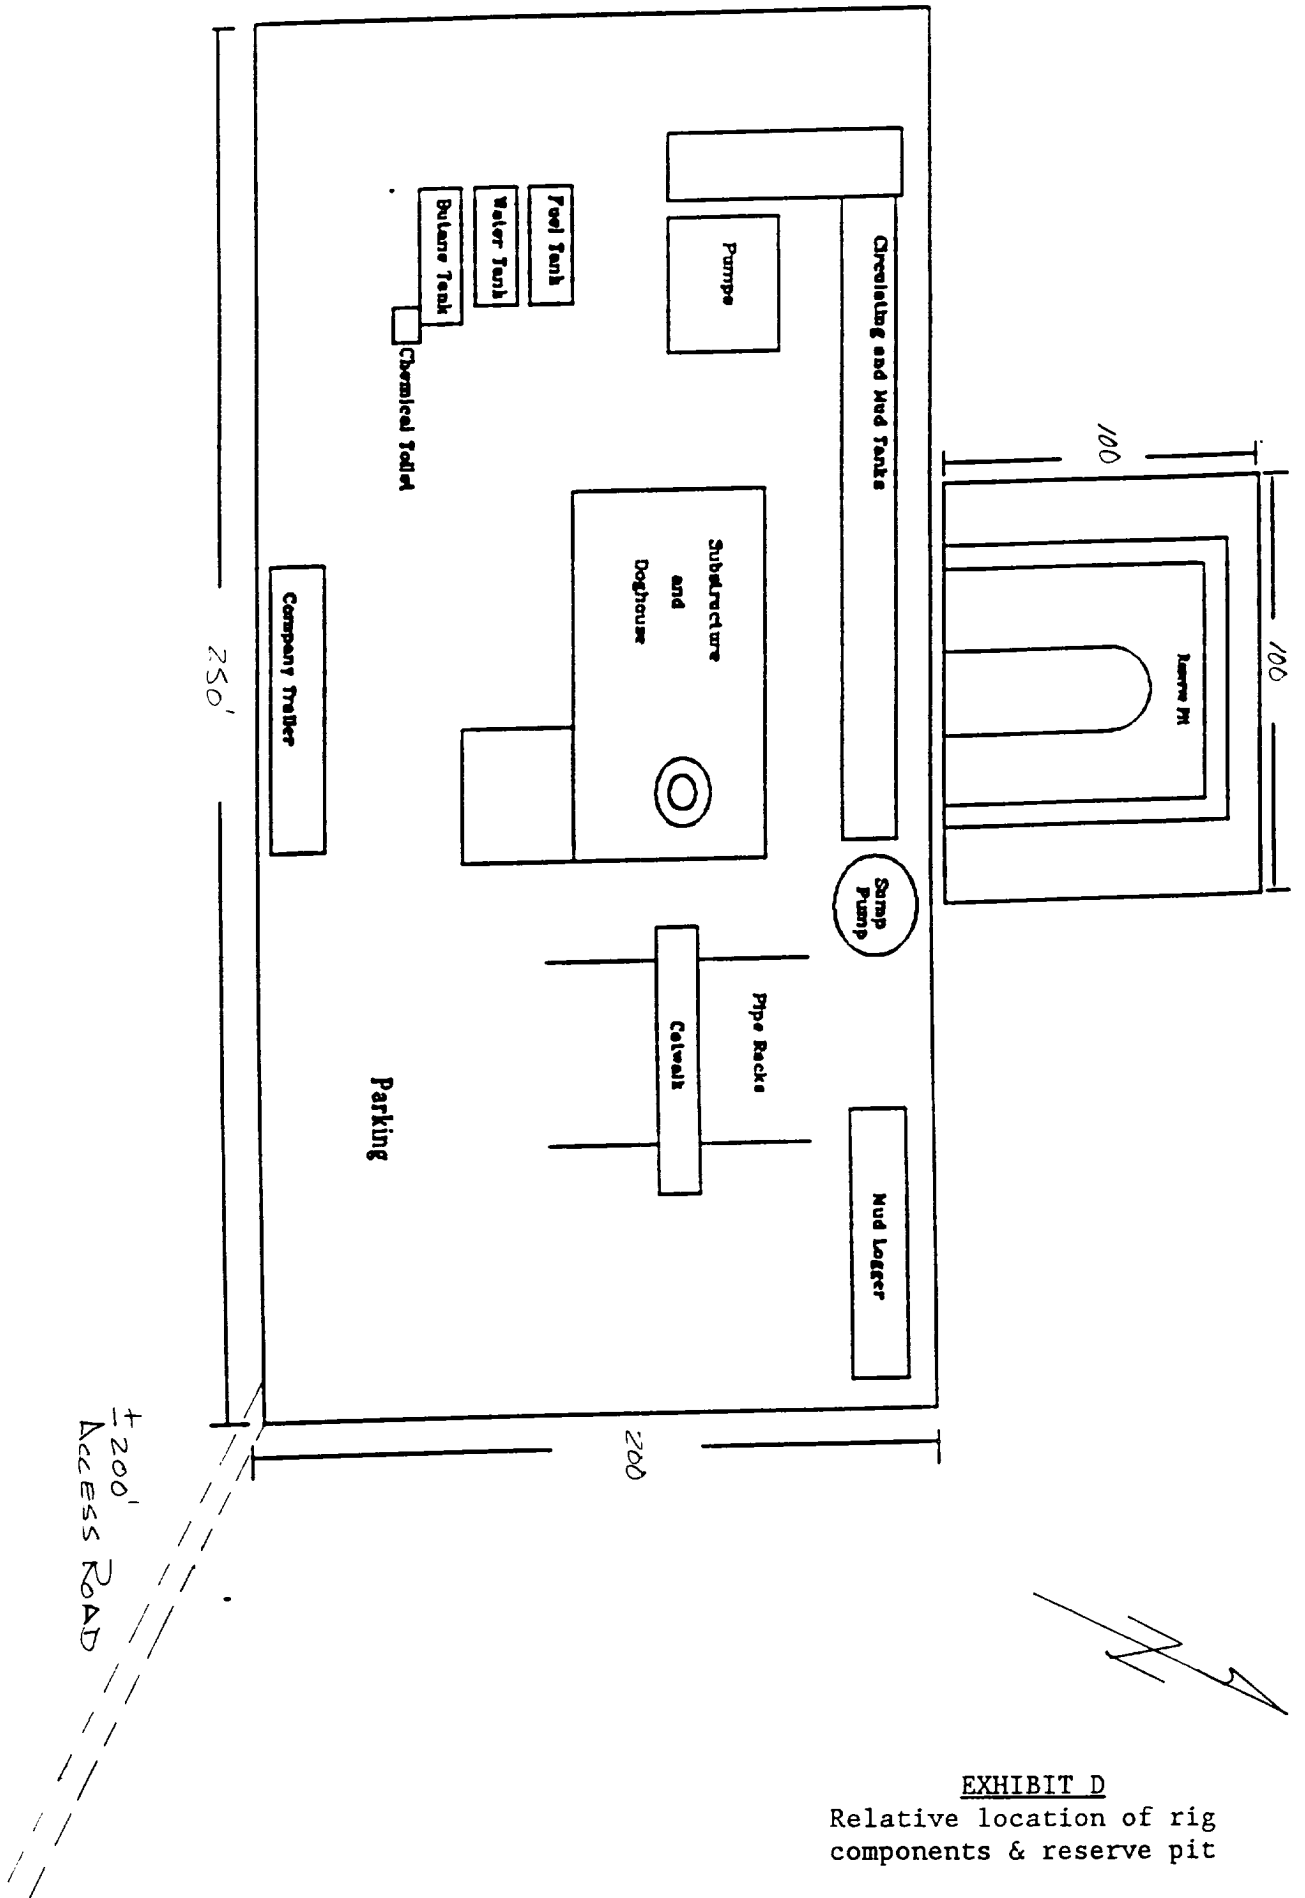 Circulating and Mud Tanks
Pumps
Fuel Tank
Water Tank
Butane Tank
Chemical Toilet
Substructure
and
Doghouse
Company Trailer
Reserve Pit
100
100
Sump
Pump
Pipe Racks
Catwalk
Mud Logger
Parking
250'
200
± 200'
ACCESS ROAD
N
EXHIBIT D
Relative location of rig
components & reserve pit